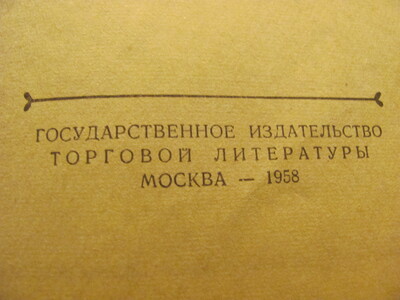 ГОСУДАРСТВЕННОЕ ИЗДАТЕЛЬСТВО
ТОРГОВОЙ ЛИТЕРАТУРЫ
МОСКВА — 1958